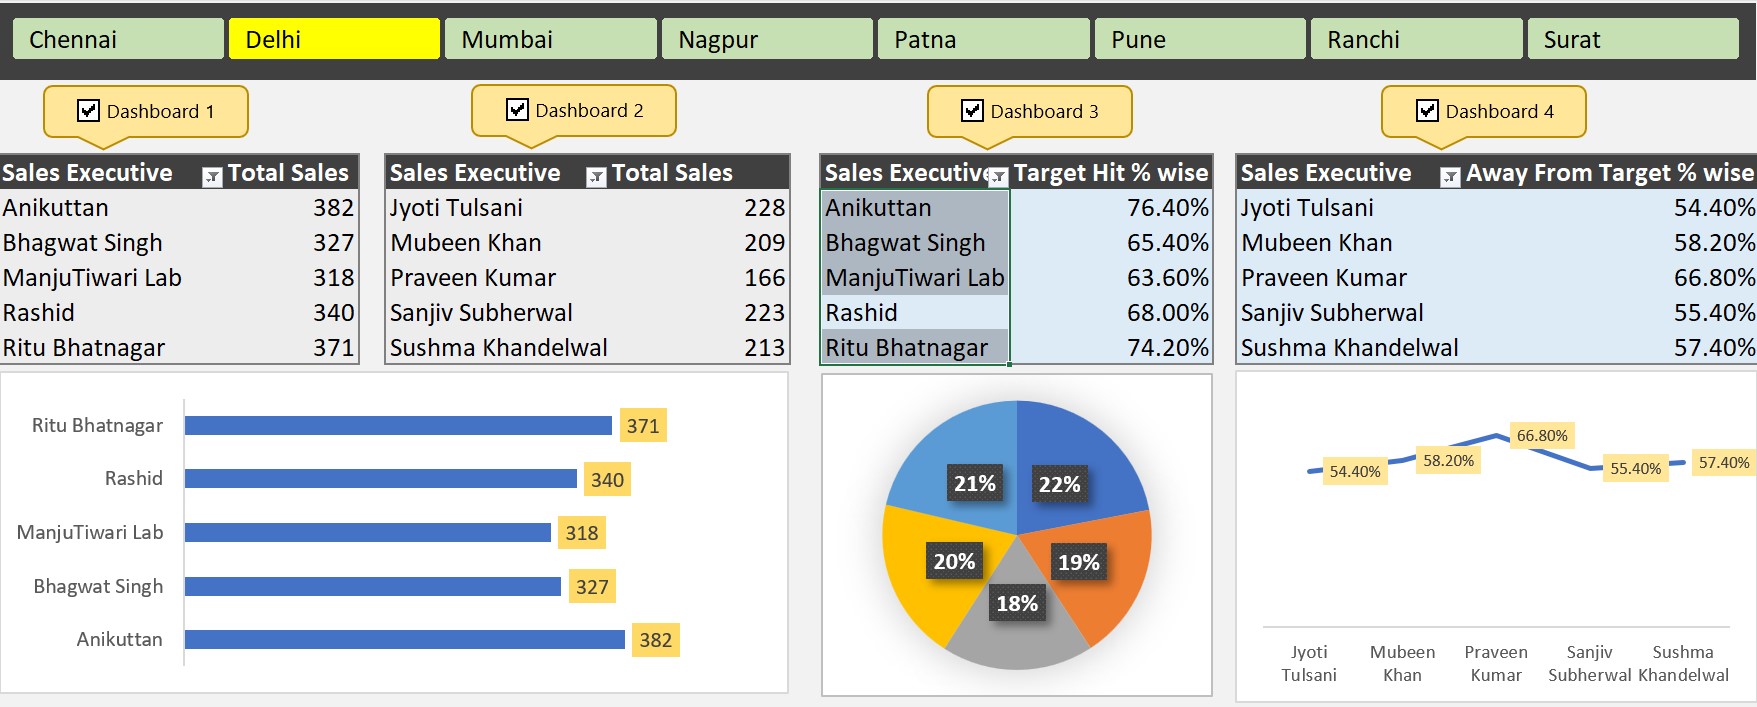 Chennai Delhi Mumbai Nagpur Patna Pune Ranchi Surat
Dashboard 1 Dashboard 2 Dashboard 3 Dashboard 4
Sales Executive Total Sales
Anikuttan 382
Bhagwat Singh 327
ManjuTiwari Lab 318
Rashid 340
Ritu Bhatnagar 371
Sales Executive Total Sales
Jyoti Tulsani 228
Mubeen Khan 209
Praveen Kumar 166
Sanjiv Subherwal 223
Sushma Khandelwal 213
Sales Executive Target Hit % wise
Anikuttan 76.40%
Bhagwat Singh 65.40%
ManjuTiwari Lab 63.60%
Rashid 68.00%
Ritu Bhatnagar 74.20%
Sales Executive Away From Target % wise
Jyoti Tulsani 54.40%
Mubeen Khan 58.20%
Praveen Kumar 66.80%
Sanjiv Subherwal 55.40%
Sushma Khandelwal 57.40%
Ritu Bhatnagar 371
Rashid 340
ManjuTiwari Lab 318
Bhagwat Singh 327
Anikuttan 382
21% 22%
20% 19%
18%
66.80%
54.40% 58.20% 55.40% 57.40%
Jyoti Mubeen Praveen Sanjiv Sushma
Tulsani Khan Kumar Subherwal Khandelwal